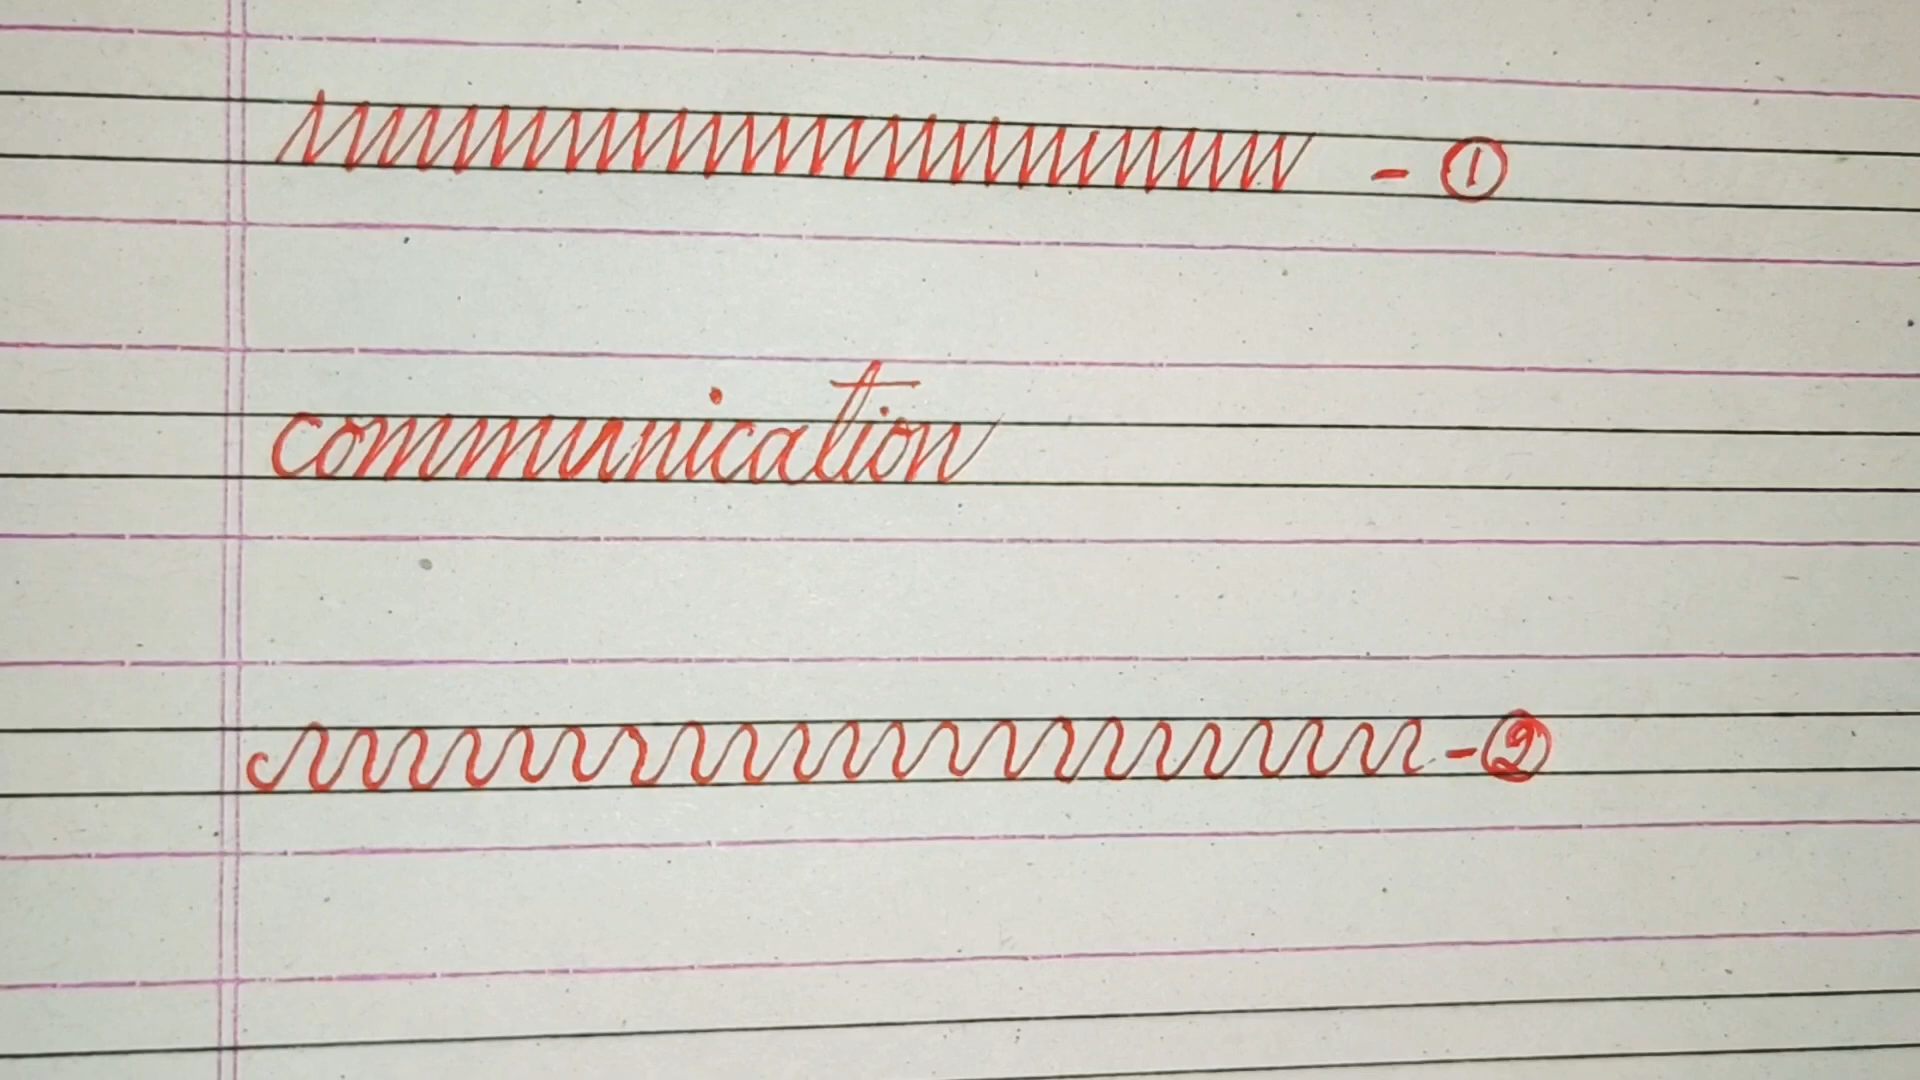 - ①
communication
- ②